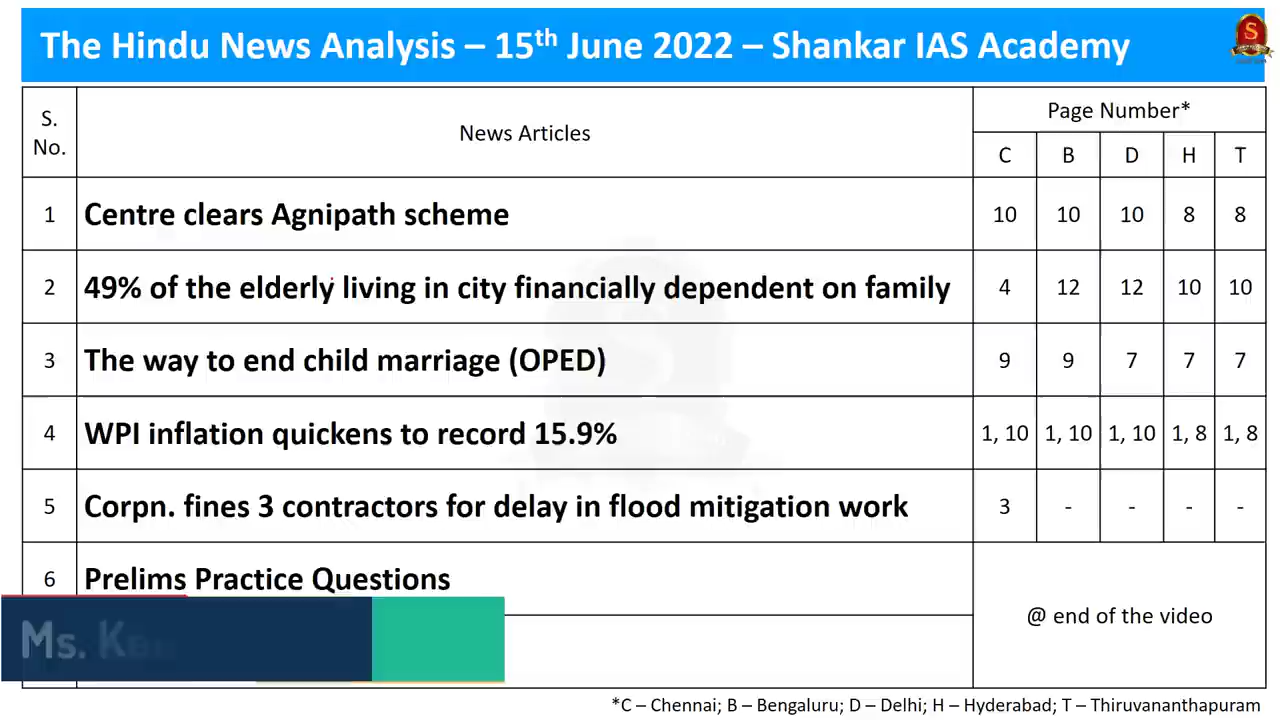 The Hindu News Analysis – 15th June 2022 – Shankar IAS Academy
S. No. News Articles Page Number*
C B D H T
1 Centre clears Agnipath scheme 10 10 10 8 8
2 49% of the elderly living in city financially dependent on family 4 12 12 10 10
3 The way to end child marriage (OPED) 9 9 7 7 7
4 WPI inflation quickens to record 15.9% 1, 10 1, 10 1, 10 1, 8 1, 8
5 Corpn. fines 3 contractors for delay in flood mitigation work 3 - - - -
6 Prelims Practice Questions
@ end of the video
Ms.
*C – Chennai; B – Bengaluru; D – Delhi; H – Hyderabad; T – Thiruvananthapuram